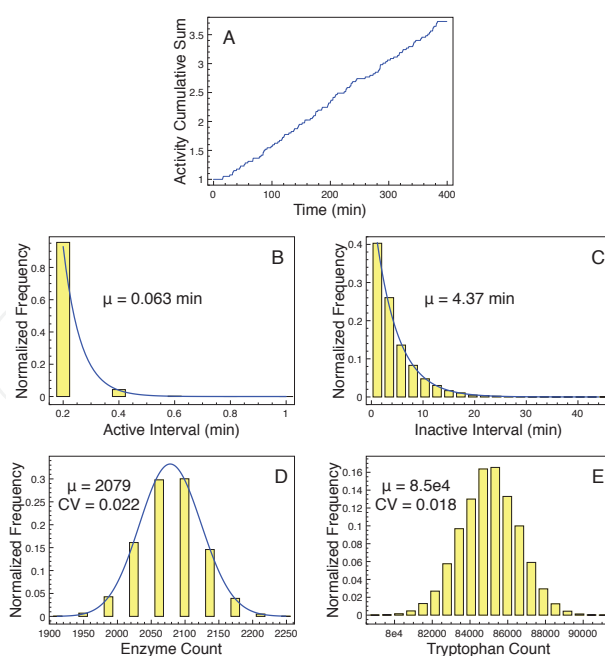 A
Activity Cumulative Sum
3.5
3
2.5
2
1.5
1
0 100 200 300 400
Time (min)
B
Normalized Frequency
0.8
0.6
0.4
0.2
0
μ = 0.063 min
0.2 0.4 0.6 0.8 1
Active Interval (min)
C
Normalized Frequency
0.4
0.3
0.2
0.1
0
μ = 4.37 min
0 10 20 30 40
Inactive Interval (min)
D
Normalized Frequency
0.3
0.25
0.2
0.15
0.1
0.05
0
μ = 2079
CV = 0.022
1900 1950 2000 2050 2100 2150 2200 2250
Enzyme Count
E
Normalized Frequency
0.16
0.14
0.12
0.1
0.08
0.06
0.04
0.02
0
μ = 8.5e4
CV = 0.018
8e4 82000 84000 86000 88000 90000
Tryptophan Count